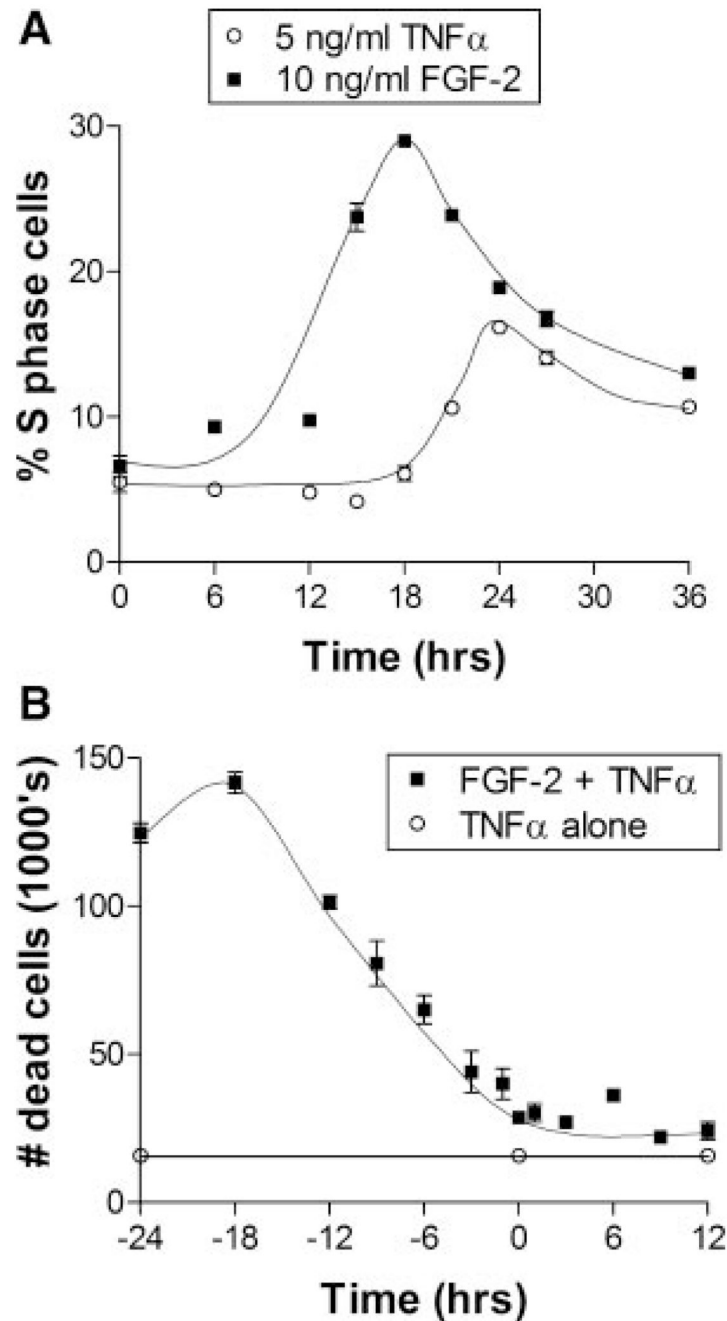 A
5 ng/ml TNFα
10 ng/ml FGF-2
30
20
10
0
% S phase cells
0 6 12 18 24 30 36
Time (hrs)
B
FGF-2 + TNFα
TNFα alone
150
100
50
0
# dead cells (1000's)
-24 -18 -12 -6 0 6 12
Time (hrs)